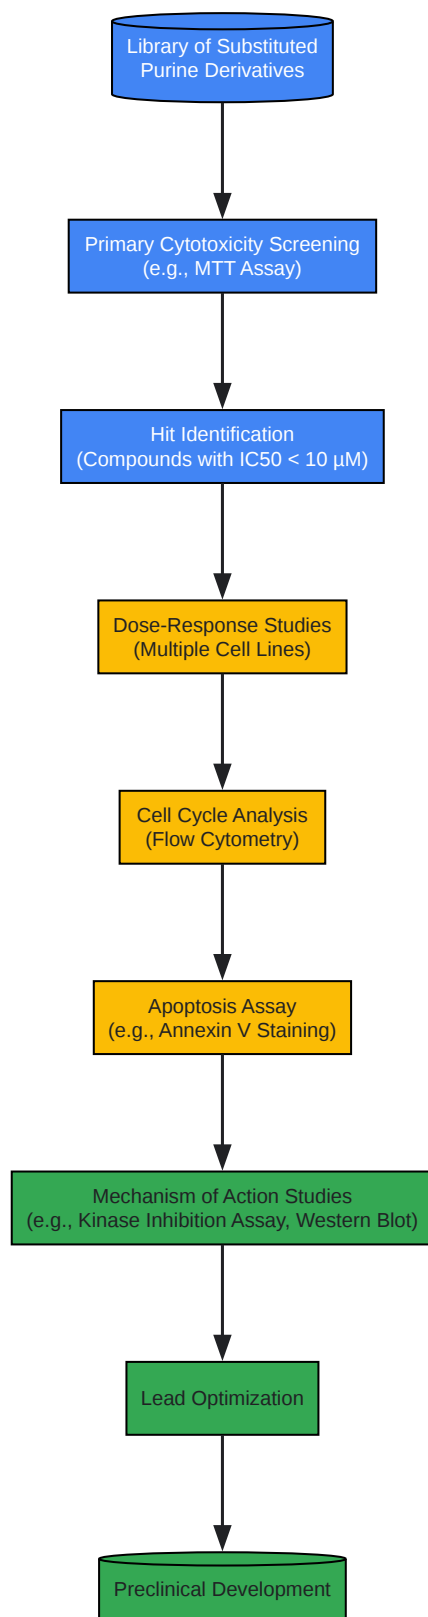 Library of Substituted
Purine Derivatives
Primary Cytotoxicity Screening
(e.g., MTT Assay)
Hit Identification
(Compounds with IC50 < 10 µM)
Dose-Response Studies
(Multiple Cell Lines)
Cell Cycle Analysis
(Flow Cytometry)
Apoptosis Assay
(e.g., Annexin V Staining)
Mechanism of Action Studies
(e.g., Kinase Inhibition Assay, Western Blot)
Lead Optimization
Preclinical Development